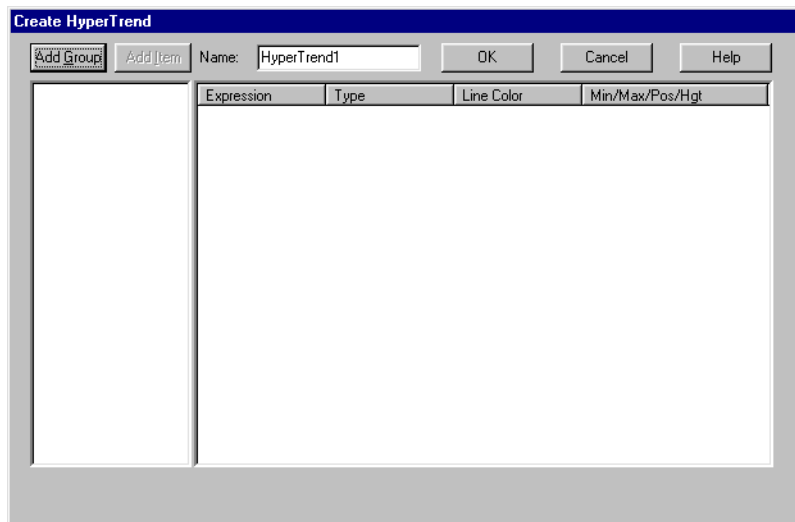 Create HyperTrend
Add Group Add Item Name: HyperTrend1 OK Cancel Help
Expression Type Line Color Min/Max/Pos/Hgt